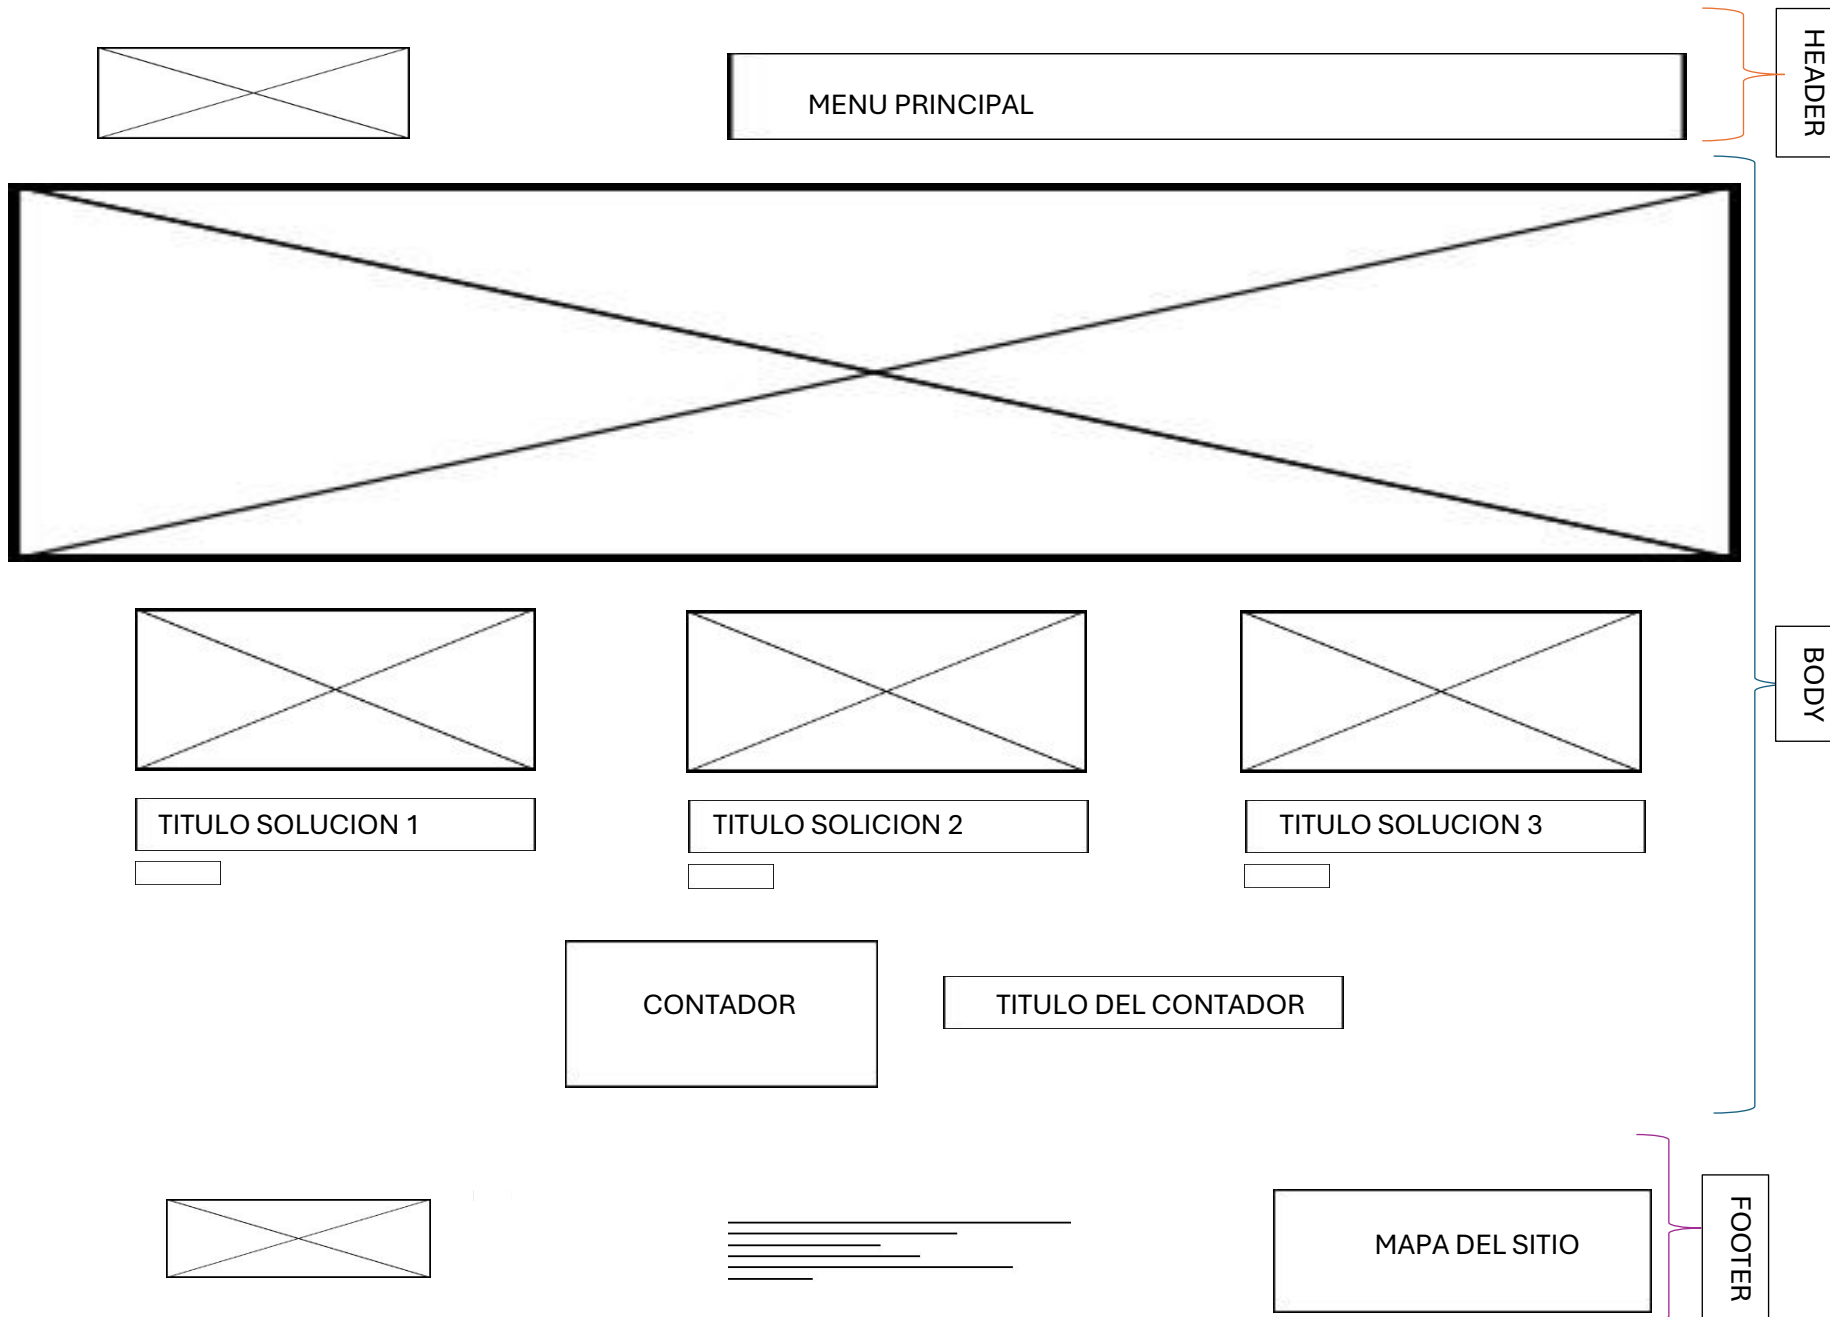 HEADER
MENU PRINCIPAL
BODY
TITULO SOLUCION 1
TITULO SOLICION 2
TITULO SOLUCION 3
CONTADOR
TITULO DEL CONTADOR
FOOTER
MAPA DEL SITIO